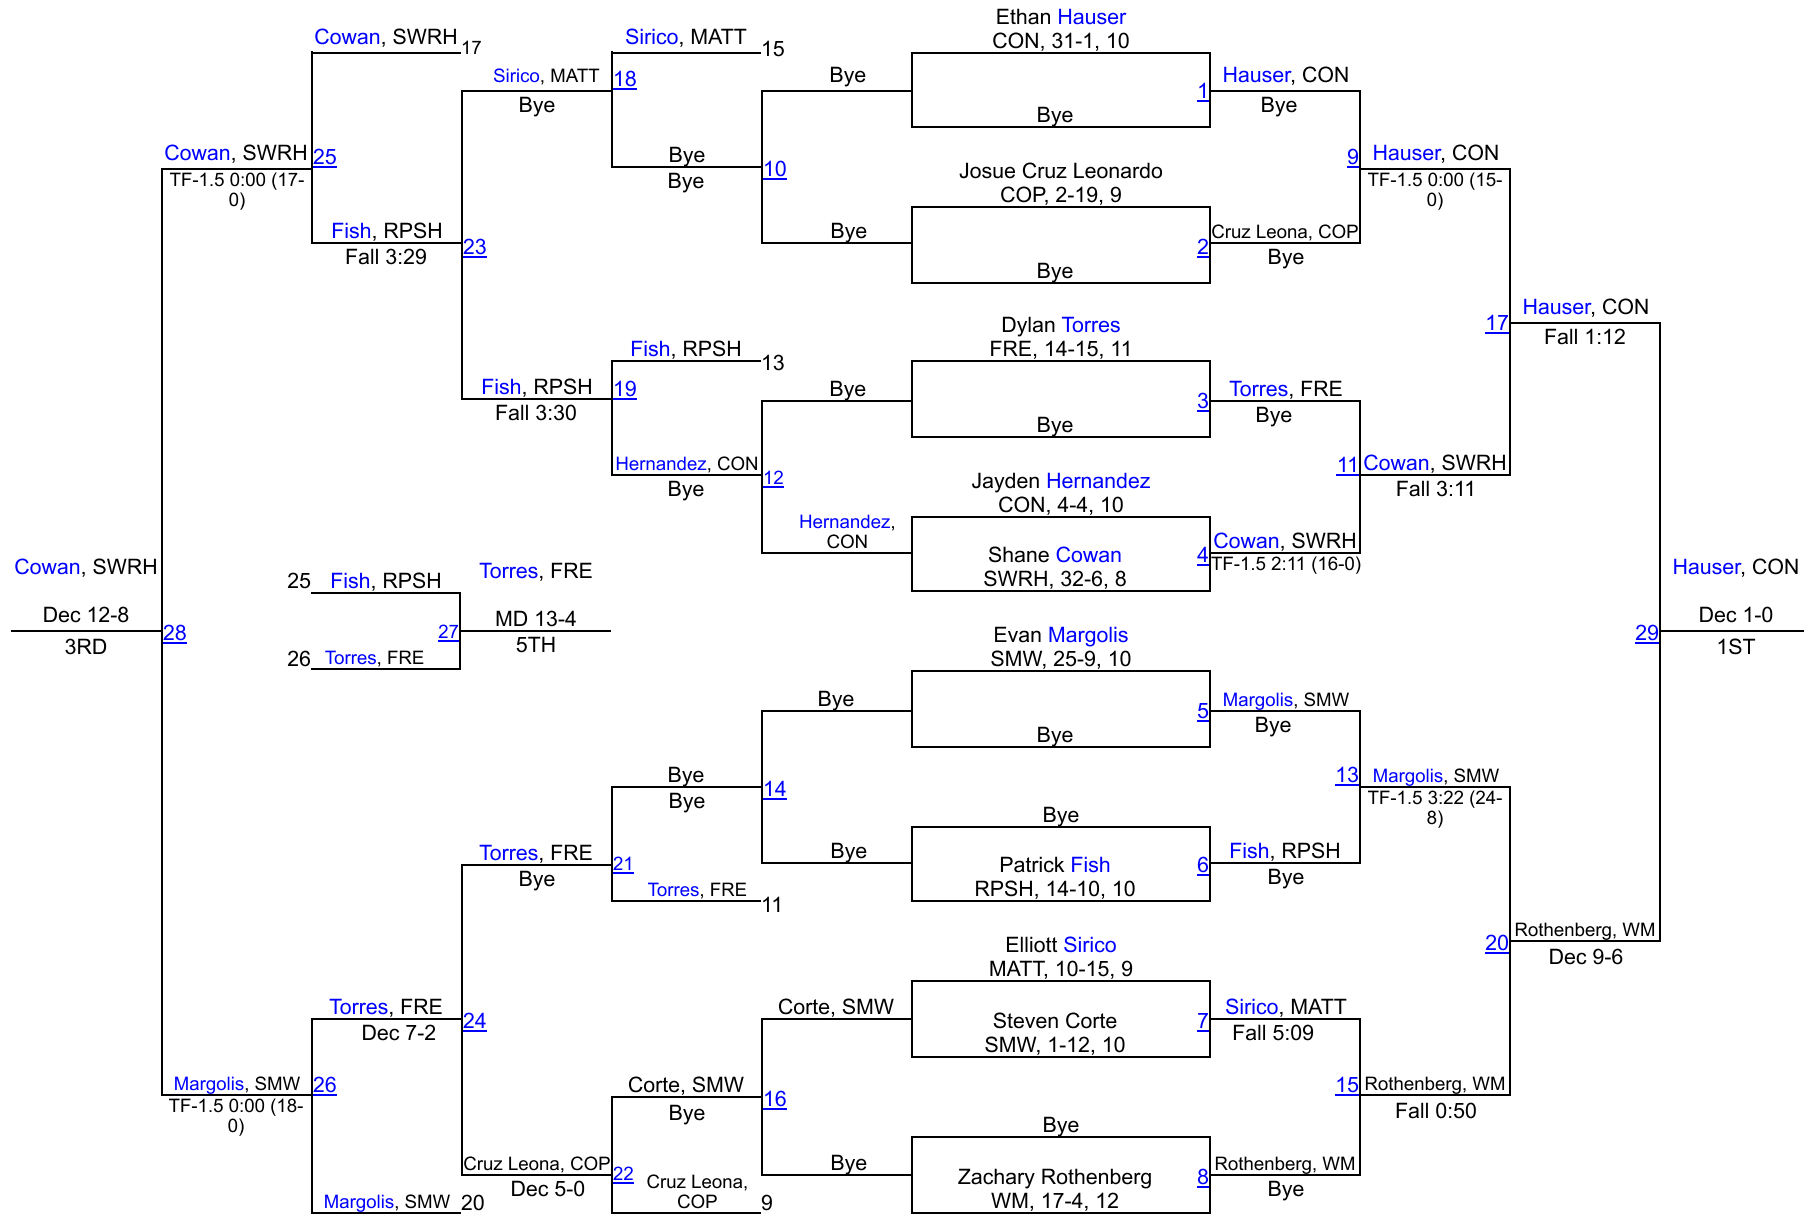 Ethan Hauser
CON, 31-1, 10
Bye
Josue Cruz Leonardo
COP, 2-19, 9
Bye
Dylan Torres
FRE, 14-15, 11
Bye
Jayden Hernandez
CON, 4-4, 10
Shane Cowan
SWRH, 32-6, 8
Evan Margolis
SMW, 25-9, 10
Bye
Bye
Patrick Fish
RPSH, 14-10, 10
Elliott Sirico
MATT, 10-15, 9
Steven Corte
SMW, 1-12, 10
Bye
Zachary Rothenberg
WM, 17-4, 12
1
Hauser, CON
Bye
2
Cruz Leona, COP
Bye
3
Torres, FRE
Bye
4
Cowan, SWRH
TF-1.5 2:11 (16-0)
5
Margolis, SMW
Bye
6
Fish, RPSH
Bye
7
Sirico, MATT
Fall 5:09
8
Rothenberg, WM
Bye
9
Hauser, CON
TF-1.5 0:00 (15-
0)
11
Cowan, SWRH
Fall 3:11
13
Margolis, SMW
TF-1.5 3:22 (24-
8)
15
Rothenberg, WM
Fall 0:50
17
Hauser, CON
Fall 1:12
20
Rothenberg, WM
Dec 9-6
Hauser, CON
29
Dec 1-0
1ST
Bye
Bye
Bye
Hernandez,
CON
Bye
Bye
Corte, SMW
Bye
Sirico, MATT
15
10
Bye
Bye
Fish, RPSH
13
12
Hernandez, CON
Bye
14
Bye
Bye
Torres, FRE
11
16
Corte, SMW
Bye
Cruz Leona,
COP
9
18
Sirico, MATT
Bye
19
Fish, RPSH
Fall 3:30
21
Torres, FRE
Bye
22
Cruz Leona, COP
Dec 5-0
Cowan, SWRH
17
23
Fish, RPSH
Fall 3:29
24
Torres, FRE
Dec 7-2
Margolis, SMW
20
25
Cowan, SWRH
TF-1.5 0:00 (17-
0)
26
Margolis, SMW
TF-1.5 0:00 (18-
0)
Cowan, SWRH
28
Dec 12-8
3RD
25
Fish, RPSH
26
Torres, FRE
27
Torres, FRE
MD 13-4
5TH